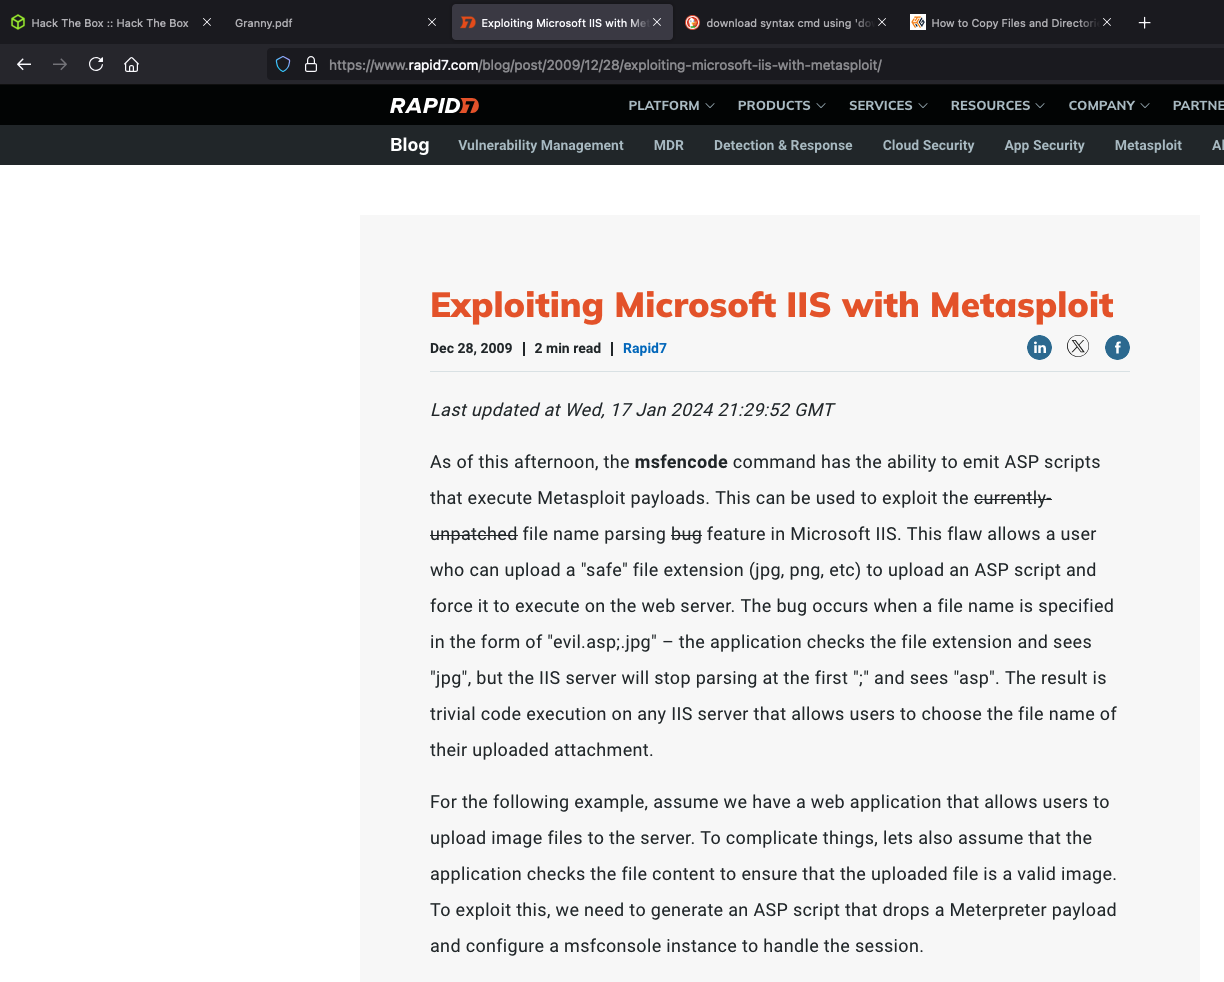 Hack The Box :: Hack The Box
Granny.pdf
Exploiting Microsoft IIS with Met
download syntax cmd using 'do
How to Copy Files and Directori
https://www.rapid7.com/blog/post/2009/12/28/exploiting-microsoft-iis-with-metasploit/
RAPID7
PLATFORM PRODUCTS SERVICES RESOURCES COMPANY PARTNE
Blog Vulnerability Management MDR Detection & Response Cloud Security App Security Metasploit
Exploiting Microsoft IIS with Metasploit
Dec 28, 2009 | 2 min read | Rapid7
in X f
Last updated at Wed, 17 Jan 2024 21:29:52 GMT
As of this afternoon, the msfencode command has the ability to emit ASP scripts
that execute Metasploit payloads. This can be used to exploit the currently-
unpatched file name parsing bug feature in Microsoft IIS. This flaw allows a user
who can upload a "safe" file extension (jpg, png, etc) to upload an ASP script and
force it to execute on the web server. The bug occurs when a file name is specified
in the form of "evil.asp;.jpg" – the application checks the file extension and sees
"jpg", but the IIS server will stop parsing at the first ";" and sees "asp". The result is
trivial code execution on any IIS server that allows users to choose the file name of
their uploaded attachment.
For the following example, assume we have a web application that allows users to
upload image files to the server. To complicate things, lets also assume that the
application checks the file content to ensure that the uploaded file is a valid image.
To exploit this, we need to generate an ASP script that drops a Meterpreter payload
and configure a msfconsole instance to handle the session.